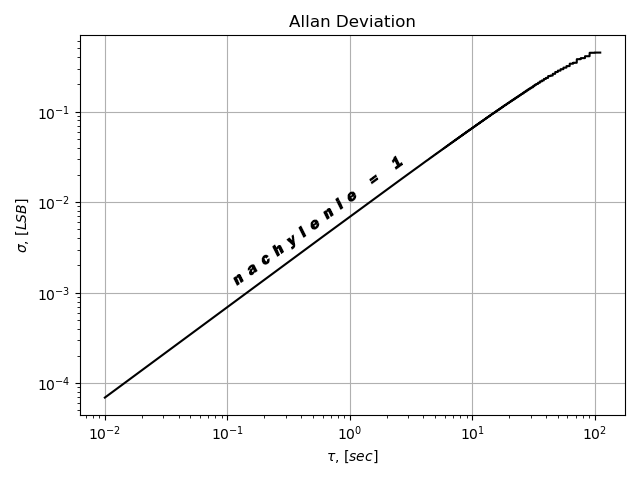 Allan Deviation
σ, [LSB]
10⁻¹
10⁻²
10⁻³
10⁻⁴
nachylenie = 1
10⁻²
10⁻¹
10⁰
10¹
10²
τ, [sec]